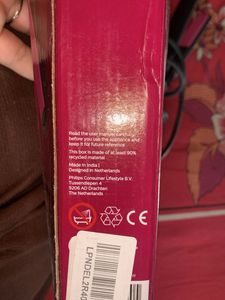 Read the user manual carefully
before you use the appliance and
keep it for future reference
This box is made of at least 90%
recycled material
Made in India |
Designed in Netherlands
Philips Consumer Lifestyle B.V.
Tussendiepen 4
9206 AD Drachten
The Netherlands
CE
LPNDEL2R40